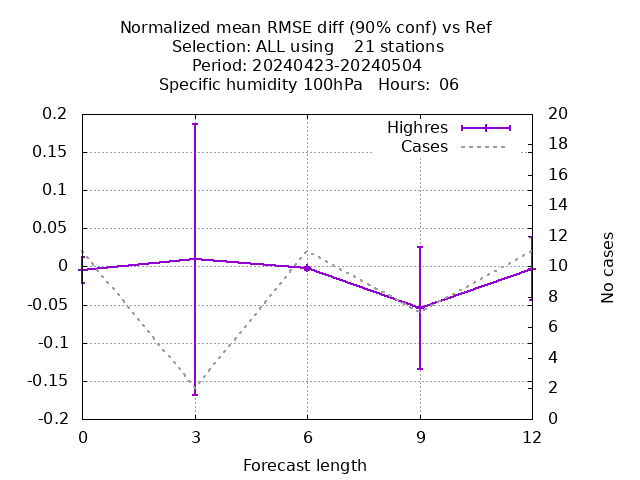 Normalized mean RMSE diff (90% conf) vs Ref
Selection: ALL using    21 stations
Period: 20240423-20240504
Specific humidity 100hPa   Hours:  06
Highres
Cases
0.2
0.15
0.1
0.05
0
-0.05
-0.1
-0.15
-0.2
20
18
16
14
12
10
8
6
4
2
0
No cases
0 3 6 9 12
Forecast length